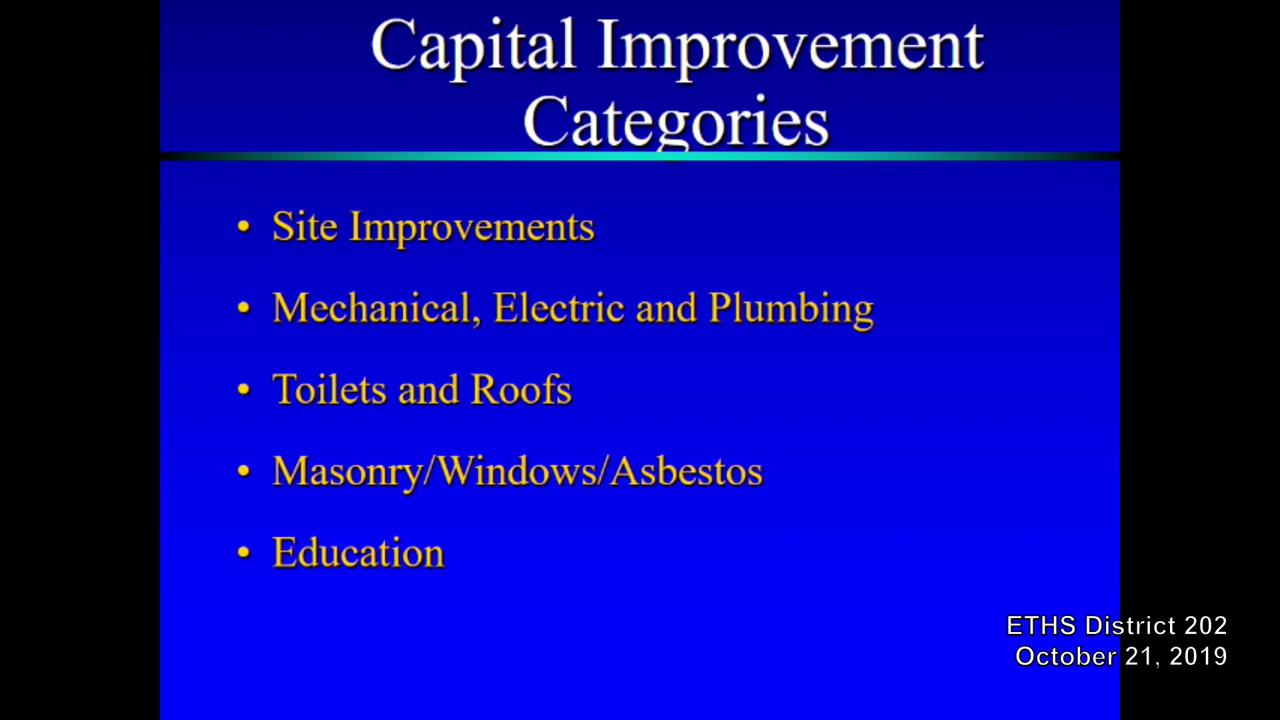 Capital Improvement
Categories
• Site Improvements
• Mechanical, Electric and Plumbing
• Toilets and Roofs
• Masonry/Windows/Asbestos
• Education
ETHS District 202
October 21, 2019